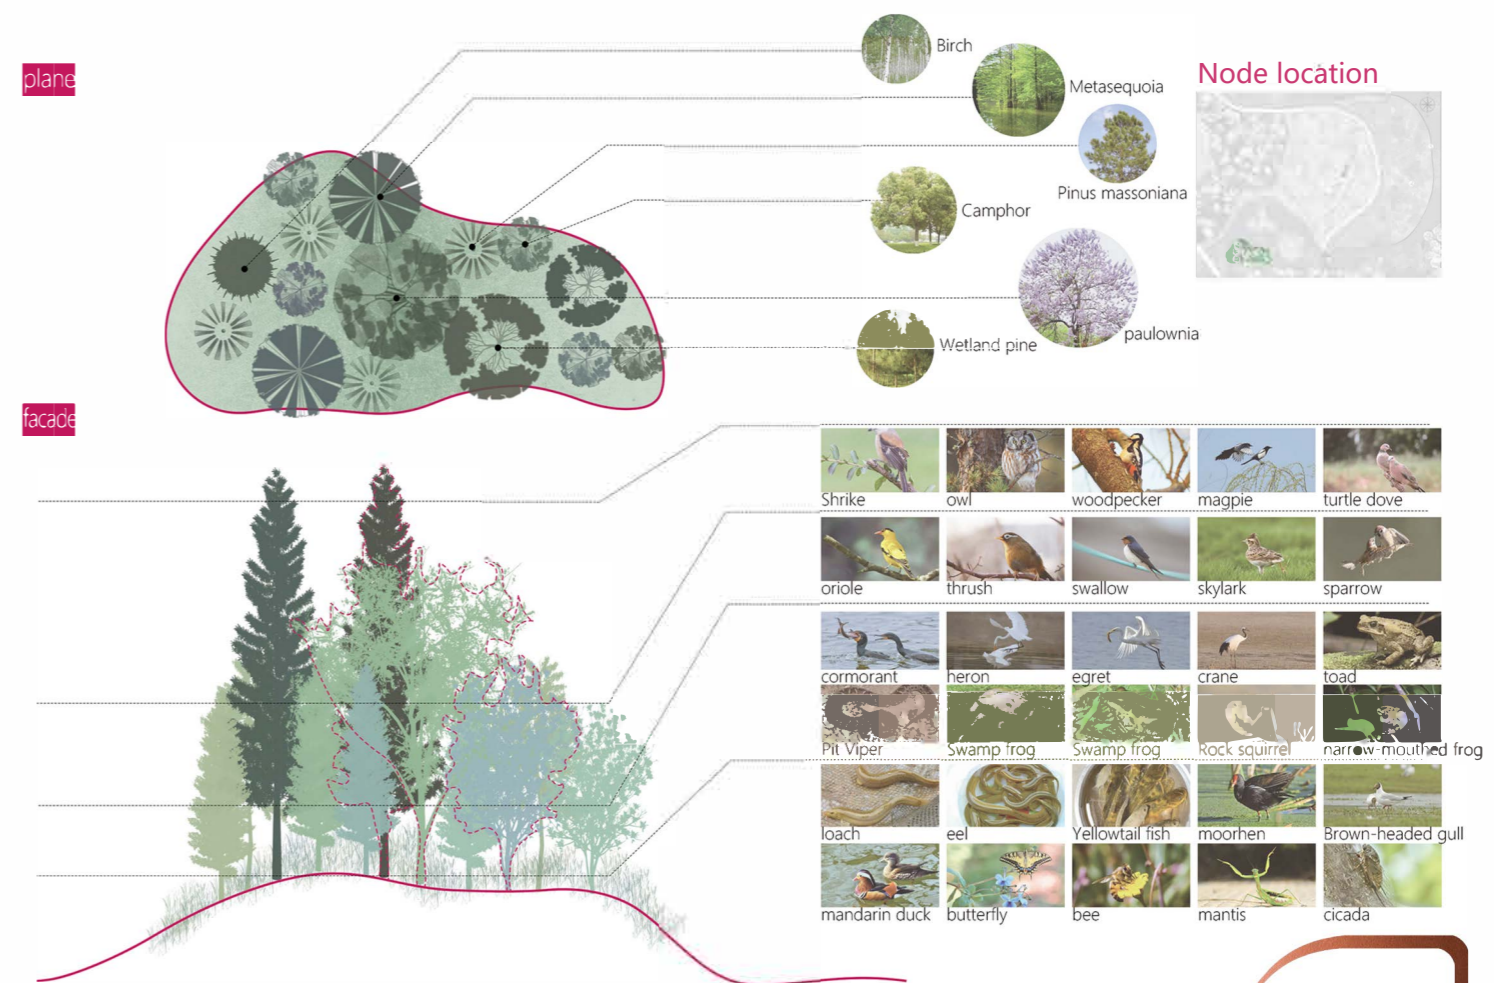 plane
Birch
Metasequoia
Node location
Pinus massoniana
Camphor
paulownia
Wetland pine
facade
Shrike owl woodpecker magpie turtle dove
oriole thrush swallow skylark sparrow
cormorant heron egret crane toad
Pit Viper Swamp frog Swamp frog Rock squirrel narrow-mouthed frog
loach eel Yellowtail fish moorhen Brown-headed gull
mandarin duck butterfly bee mantis cicada